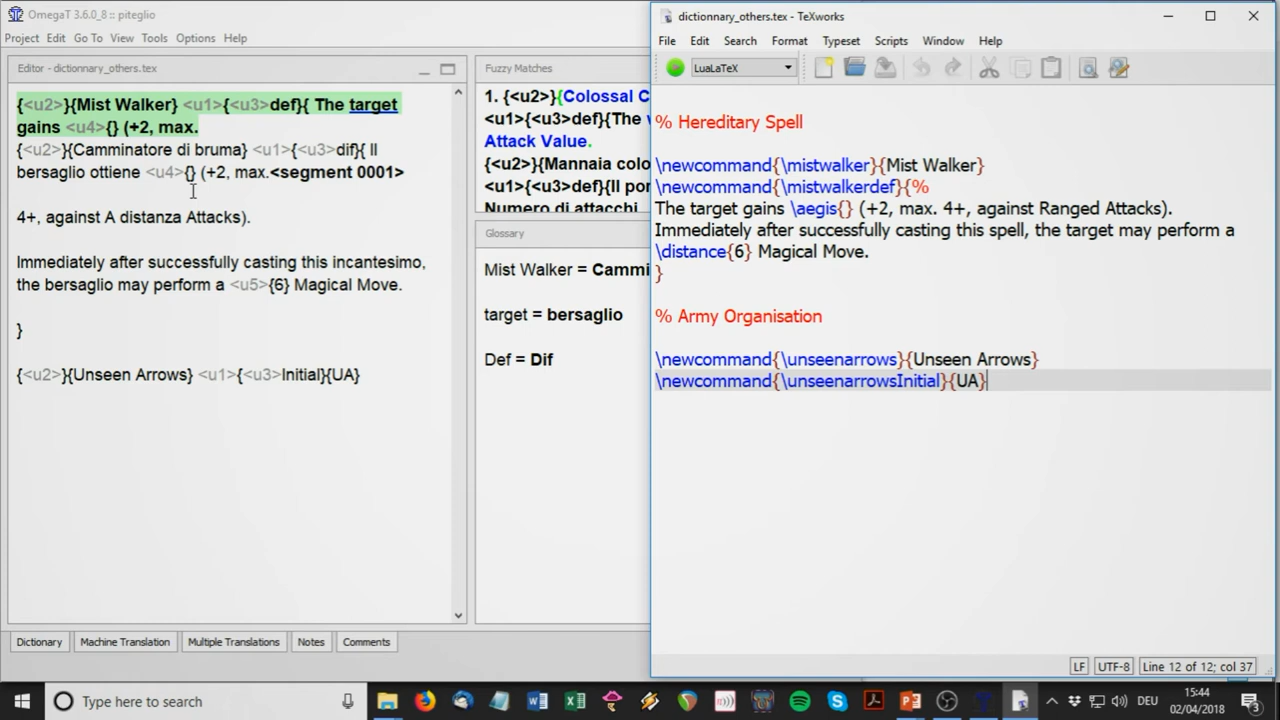 OmegaT 3.6.0_8 :: piteglio
Project Edit Go To View Tools Options Help
Editor - dictionnary_others.tex
{<u2>}{Mist Walker} <u1>{<u3>def}{ The target
gains <u4>{} (+2, max.
{<u2>}{Camminatore di bruma} <u1>{<u3>dif}{ Il
bersaglio ottiene <u4>{} (+2, max.<segment 0001>
4+, against A distanza Attacks).
Immediately after successfully casting this incantesimo,
the bersaglio may perform a <u5>{6} Magical Move.
}
{<u2>}{Unseen Arrows} <u1>{<u3>Initial}{UA}
Fuzzy Matches
1. {<u2>}{Colossal C
<u1>{<u3>def}{The
Attack Value.
{<u2>}{Mannaia colo
<u1>{<u3>dif}{Il por
Numero di attacchi
Glossary
Mist Walker = Cammi
target = bersaglio
Def = Dif
Dictionary Machine Translation Multiple Translations Notes Comments
dictionnary_others.tex - TeXworks
File Edit Search Format Typeset Scripts Window Help
LuaLaTeX
% Hereditary Spell
\newcommand{\mistwalker}{Mist Walker}
\newcommand{\mistwalkerdef}{%
The target gains \aegis{} (+2, max. 4+, against Ranged Attacks).
Immediately after successfully casting this spell, the target may perform a
\distance{6} Magical Move.
}
% Army Organisation
\newcommand{\unseenarrows}{Unseen Arrows}
\newcommand{\unseenarrowsInitial}{UA}
LF UTF-8 Line 12 of 12; col 37
Type here to search
DEU
15:44
02/04/2018
3